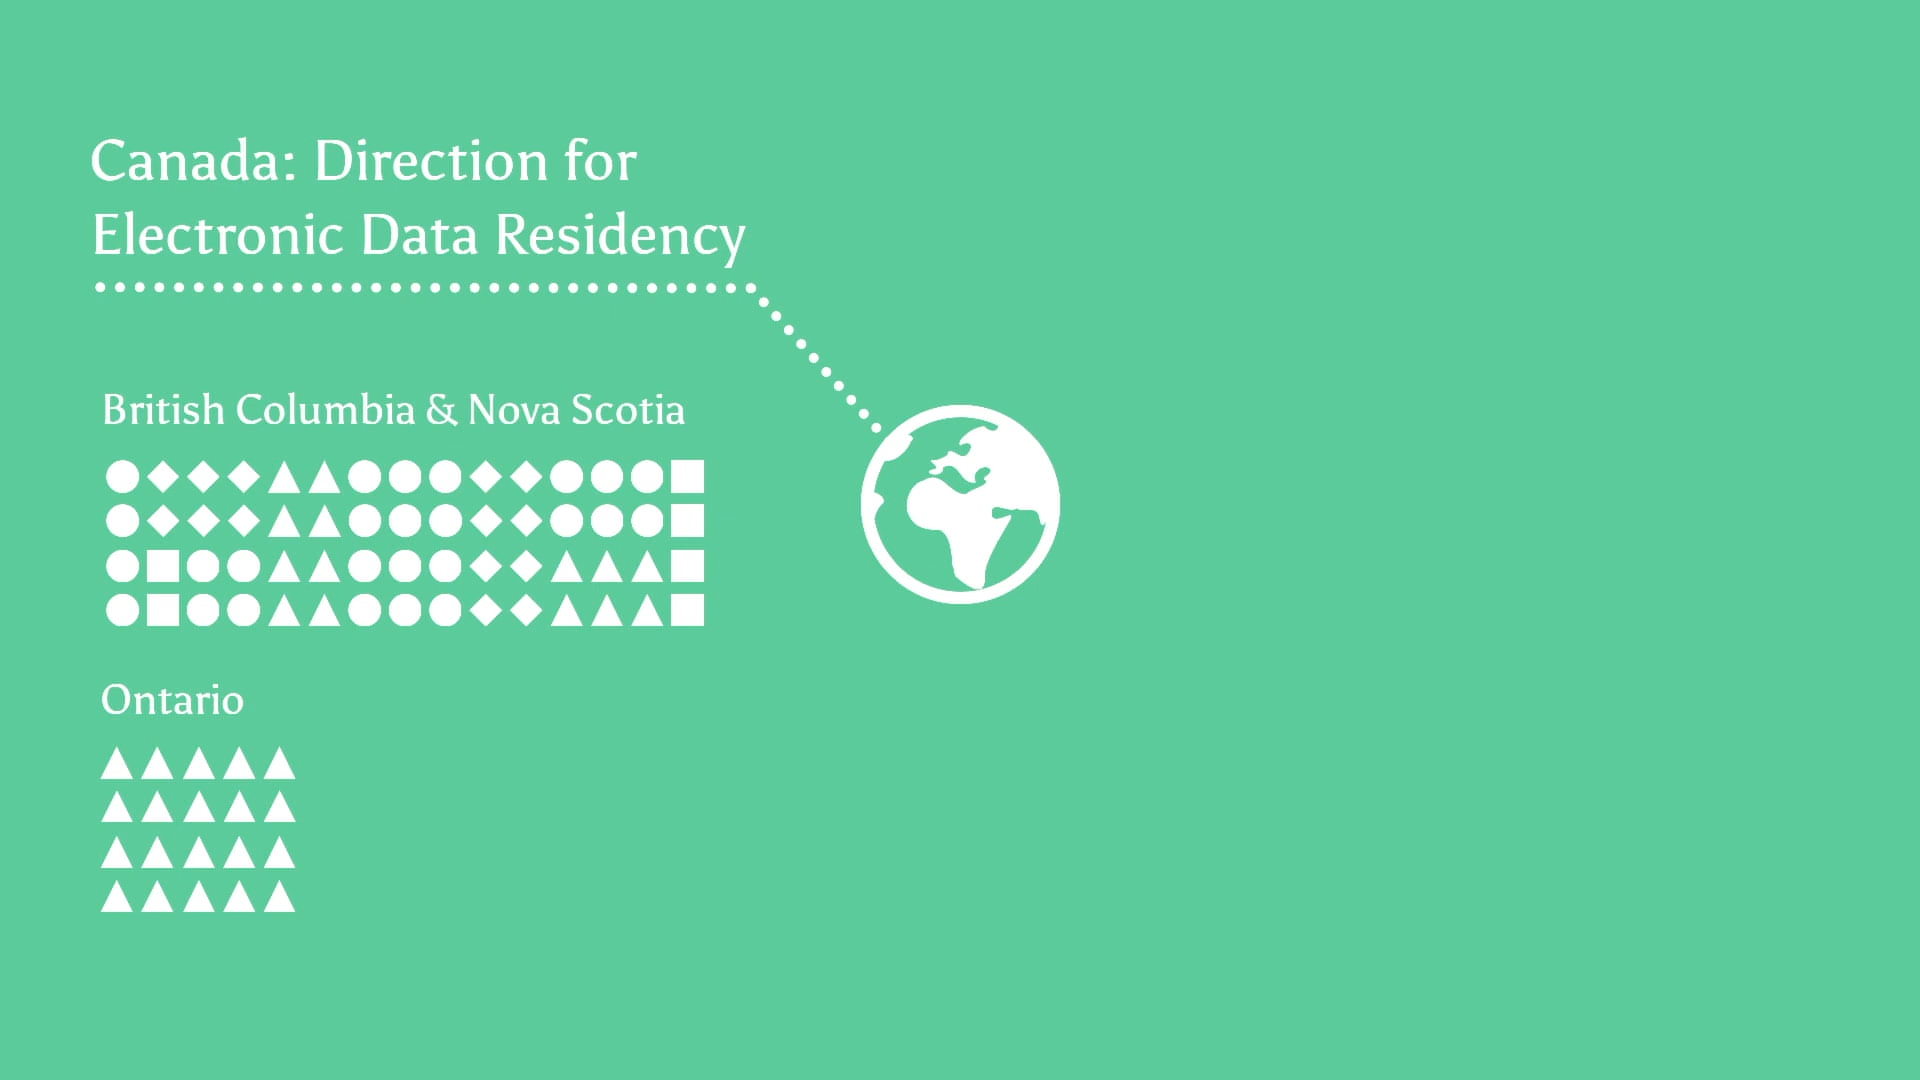 Canada: Direction for
Electronic Data Residency
British Columbia & Nova Scotia
Ontario